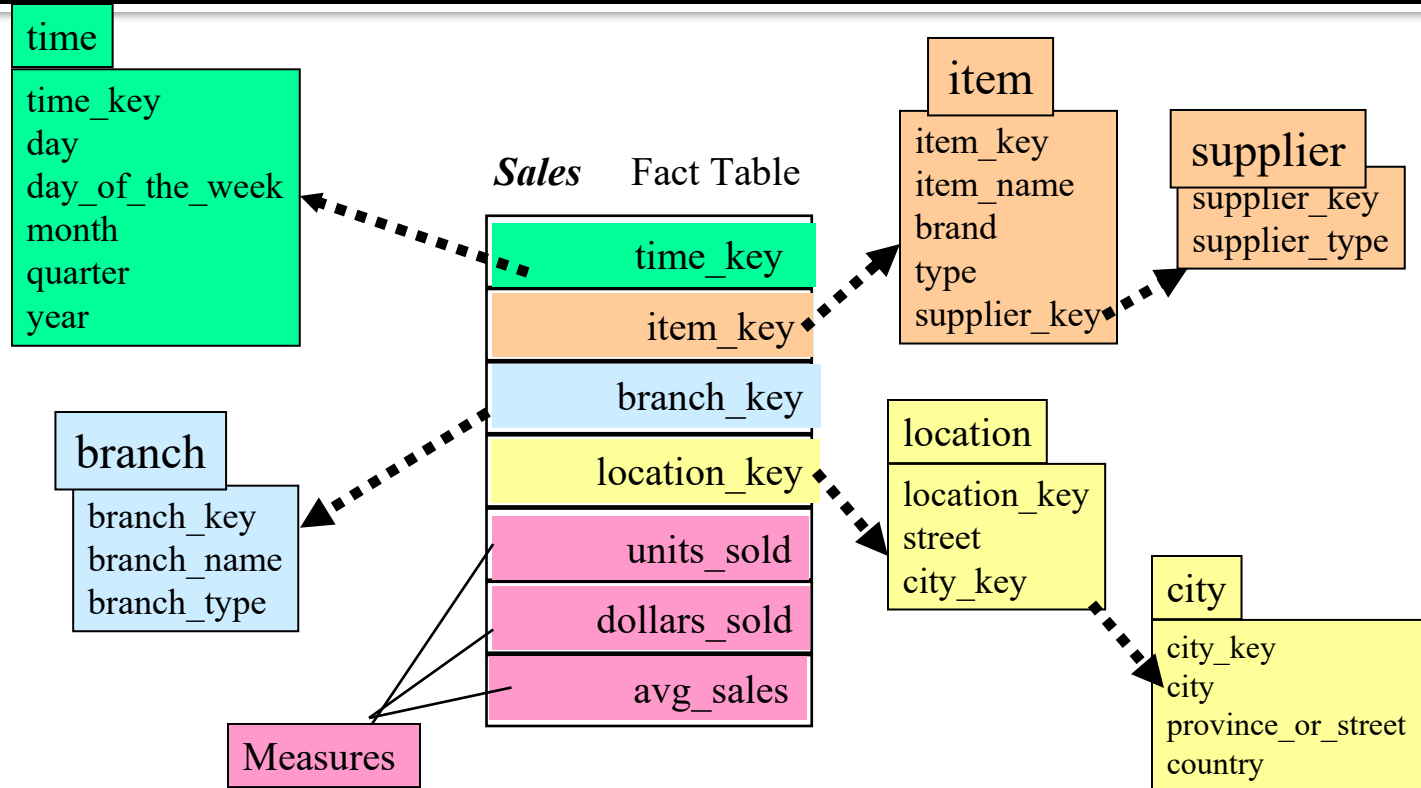 time
time_key
day
day_of_the_week
month
quarter
year
Sales Fact Table
time_key
item_key
branch_key
location_key
units_sold
dollars_sold
avg_sales
Measures
branch
branch_key
branch_name
branch_type
item
item_key
item_name
brand
type
supplier_key
supplier
supplier_key
supplier_type
location
location_key
street
city_key
city
city_key
city
province_or_street
country